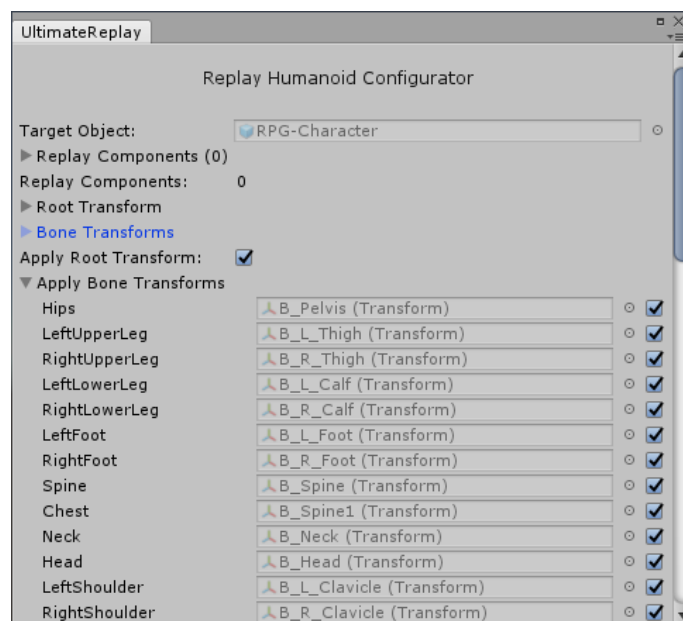 UltimateReplay
Replay Humanoid Configurator
Target Object: RPG-Character
Replay Components (0)
Replay Components: 0
Root Transform
Bone Transforms
Apply Root Transform:
Apply Bone Transforms
Hips B_Pelvis (Transform)
LeftUpperLeg B_L_Thigh (Transform)
RightUpperLeg B_R_Thigh (Transform)
LeftLowerLeg B_L_Calf (Transform)
RightLowerLeg B_R_Calf (Transform)
LeftFoot B_L_Foot (Transform)
RightFoot B_R_Foot (Transform)
Spine B_Spine (Transform)
Chest B_Spine1 (Transform)
Neck B_Neck (Transform)
Head B_Head (Transform)
LeftShoulder B_L_Clavicle (Transform)
RightShoulder B_R_Clavicle (Transform)